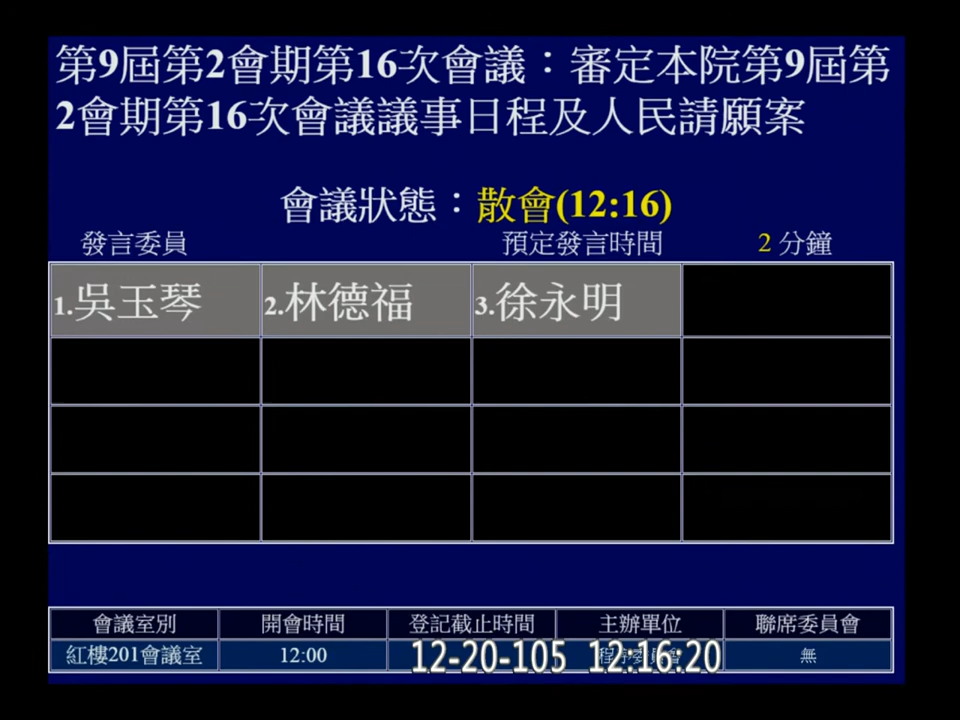 第9屆第2會期第16次會議：審定本院第9屆第
2會期第16次會議議事日程及人民請願案
會議狀態：散會(12:16)
發言委員 預定發言時間 2 分鐘
1.吳玉琴 2.林德福 3.徐永明
會議室別 開會時間 登記截止時間 主辦單位 聯席委員會
紅樓201會議室 12:00 無
12-20-105 12:16:20